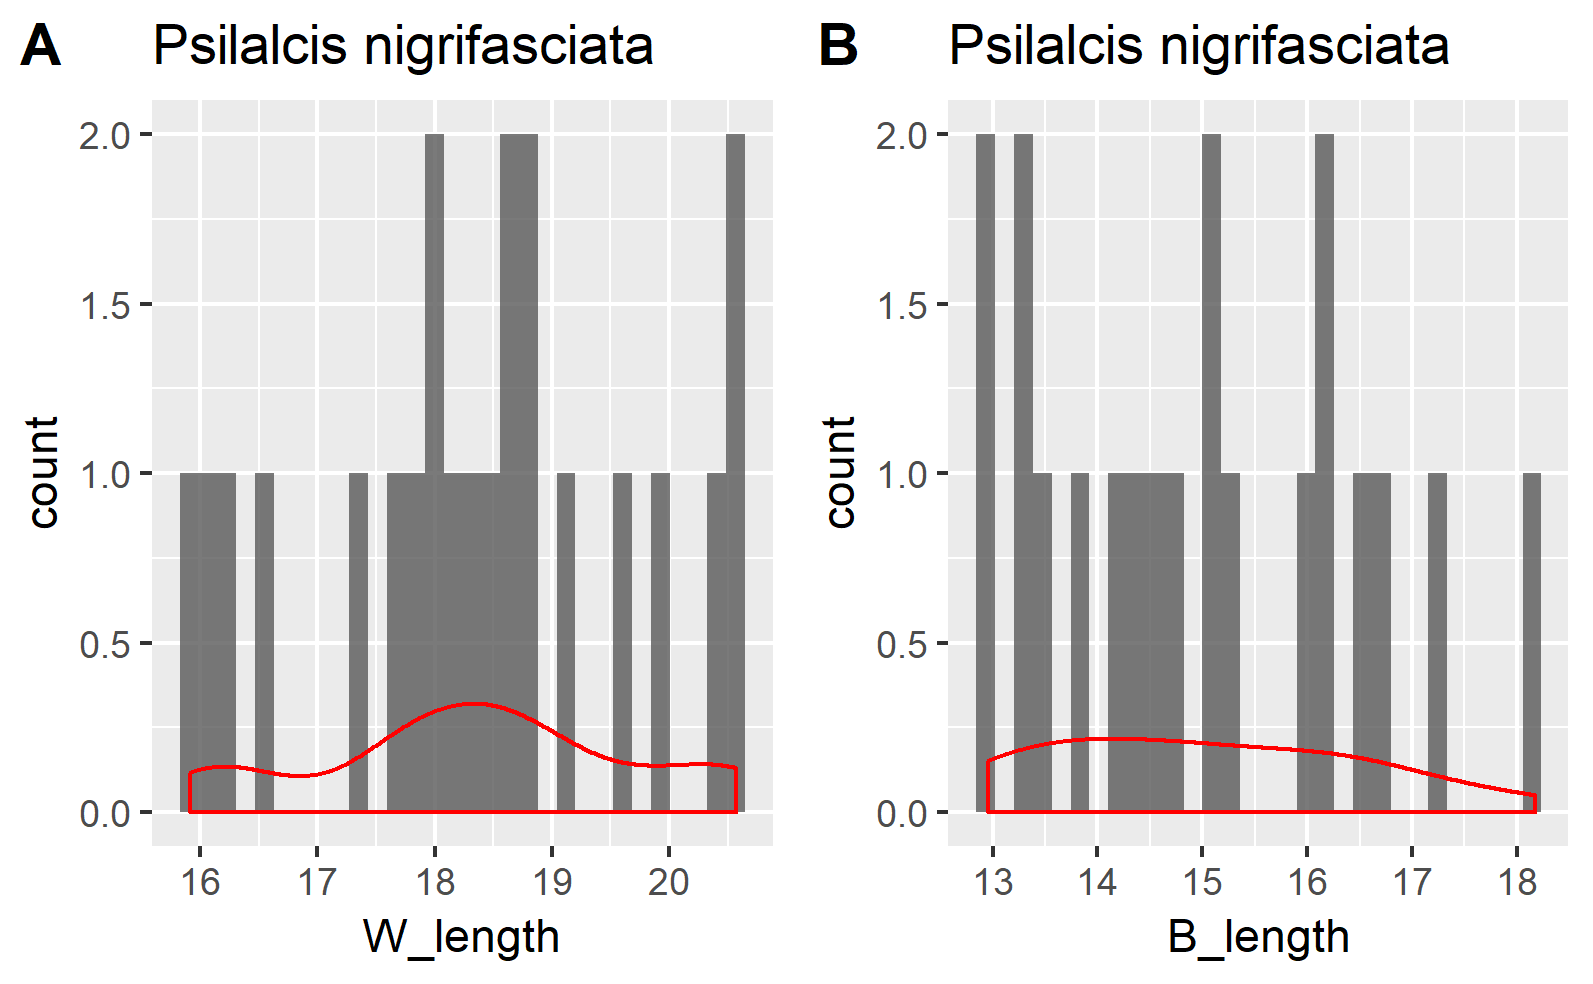 A Psilalcis nigrifasciata
2.0
1.5
1.0
0.5
0.0
count
16 17 18 19 20
W_length
B Psilalcis nigrifasciata
2.0
1.5
1.0
0.5
0.0
count
13 14 15 16 17 18
B_length